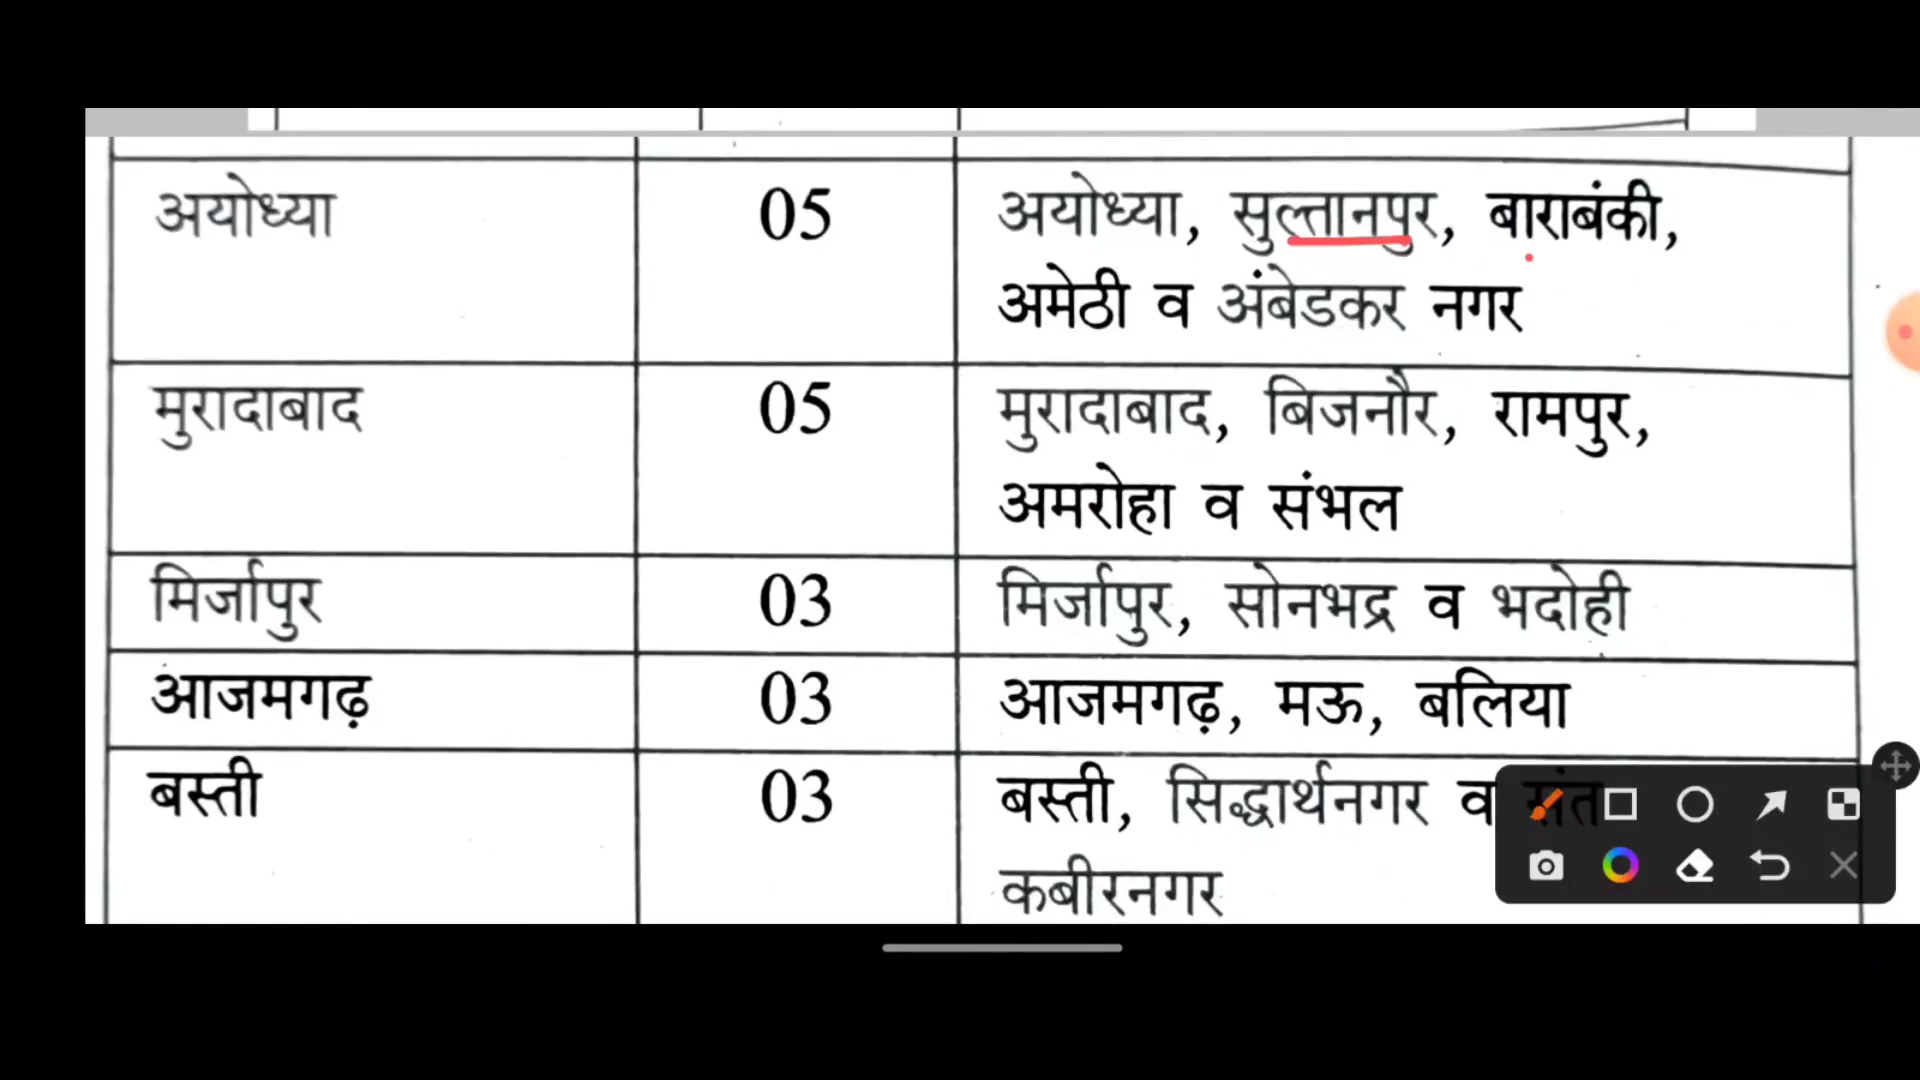 अयोध्या 05 अयोध्या, सुल्तानपुर, बाराबंकी,
अमेठी व अंबेडकर नगर
मुरादाबाद 05 मुरादाबाद, बिजनौर, रामपुर,
अमरोहा व संभल
मिर्जापुर 03 मिर्जापुर, सोनभद्र व भदोही
आजमगढ़ 03 आजमगढ़, मऊ, बलिया
बस्ती 03 बस्ती, सिद्धार्थनगर व संत
कबीरनगर